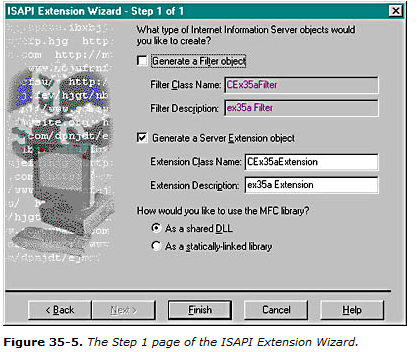 ISAPI Extension Wizard - Step 1 of 1
What type of Internet Information Server objects would
you like to create?
Generate a Filter object
Filter Class Name: CEx35aFilter
Filter Description: ex35a Filter
Generate a Server Extension object
Extension Class Name: CEx35aExtension
Extension Description: ex35a Extension
How would you like to use the MFC library?
As a shared DLL
As a statically-linked library
< Back
Next >
Finish
Cancel
Help
Figure 35-5. The Step 1 page of the ISAPI Extension Wizard.